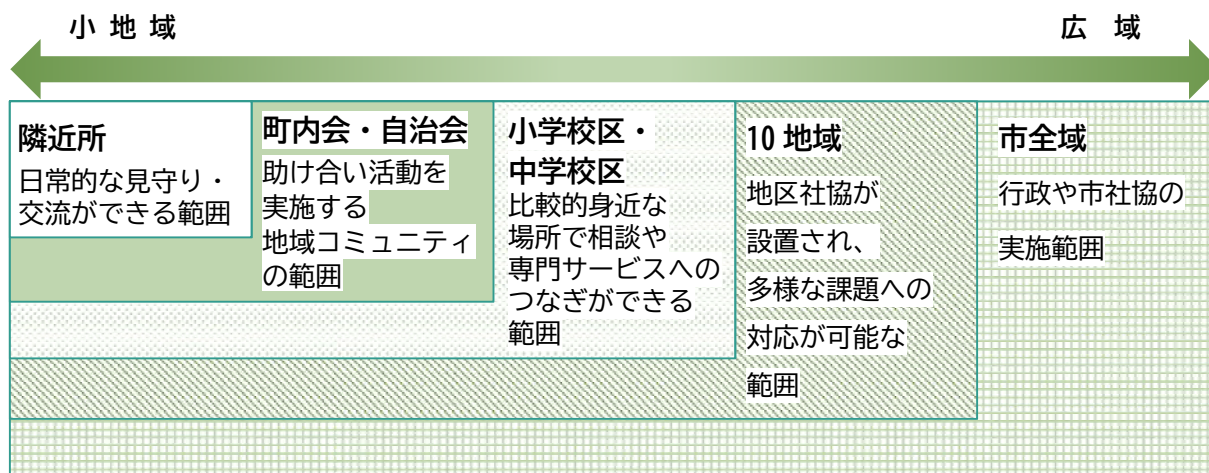 小地域
広域
隣近所
日常的な見守り・
交流ができる範囲
町内会・自治会
助け合い活動を
実施する
地域コミュニティ
の範囲
小学校区・
中学校区
比較的身近な
場所で相談や
専門サービスへの
つなぎができる
範囲
10地域
地区社協が
設置され、
多様な課題への
対応が可能な
範囲
市全域
行政や市社協の
実施範囲